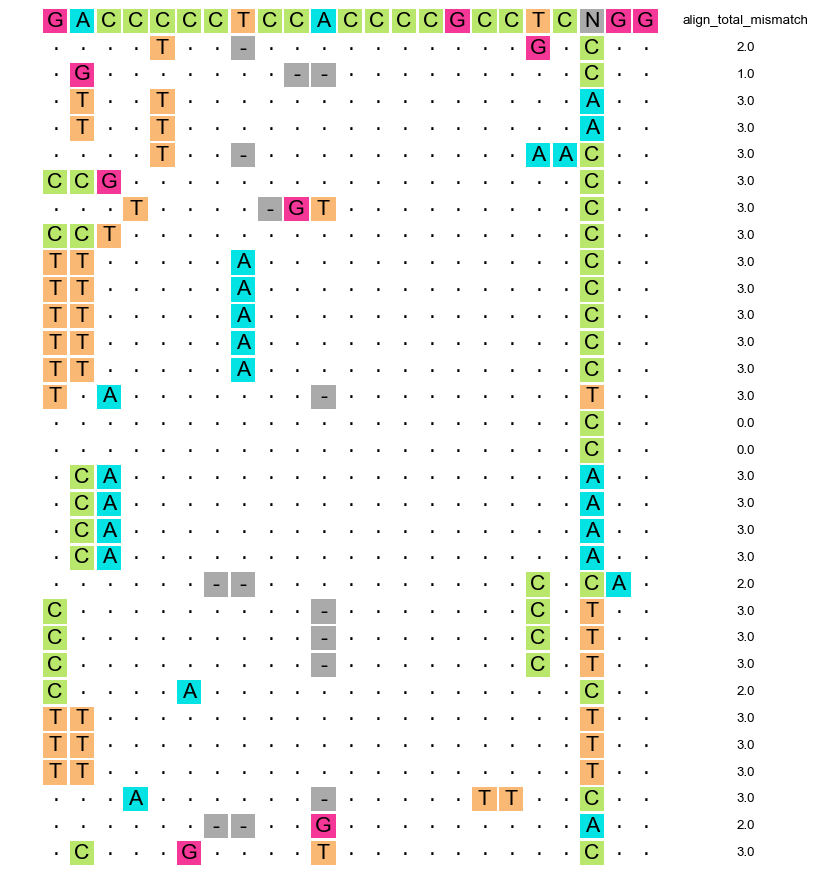 G A C C C C C T C C A C C C C G C C T C N G G align_total_mismatch
. . . . T . . - . . . . . . . . . . G . C . . 2.0
. G . . . . . . . - - . . . . . . . . . C . . 1.0
. T . . T . . . . . . . . . . . . . . . A . . 3.0
. T . . T . . . . . . . . . . . . . . . A . . 3.0
. . . . T . . - . . . . . . . . . . A A C . . 3.0
C C G . . . . . . . . . . . . . . . . . C . . 3.0
. . . T . . . . - G T . . . . . . . . . C . . 3.0
C C T . . . . . . . . . . . . . . . . . C . . 3.0
T T . . . . . A . . . . . . . . . . . . C . . 3.0
T T . . . . . A . . . . . . . . . . . . C . . 3.0
T T . . . . . A . . . . . . . . . . . . C . . 3.0
T T . . . . . A . . . . . . . . . . . . C . . 3.0
T T . . . . . A . . . . . . . . . . . . C . . 3.0
T . A . . . . . . . - . . . . . . . . . T . . 3.0
. . . . . . . . . . . . . . . . . . . . C . . 0.0
. . . . . . . . . . . . . . . . . . . . C . . 0.0
. C A . . . . . . . . . . . . . . . . . A . . 3.0
. C A . . . . . . . . . . . . . . . . . A . . 3.0
. C A . . . . . . . . . . . . . . . . . A . . 3.0
. C A . . . . . . . . . . . . . . . . . A . . 3.0
. . . . . . - - . . . . . . . . . . C . C A . 2.0
C . . . . . . . . . - . . . . . . . C . T . . 3.0
C . . . . . . . . . - . . . . . . . C . T . . 3.0
C . . . . . . . . . - . . . . . . . C . T . . 3.0
C . . . . A . . . . . . . . . . . . . . C . . 2.0
T T . . . . . . . . . . . . . . . . . . T . . 3.0
T T . . . . . . . . . . . . . . . . . . T . . 3.0
T T . . . . . . . . . . . . . . . . . . T . . 3.0
. . . A . . . . . . - . . . . . T T . . C . . 3.0
. . . . . . - - . . G . . . . . . . . . A . . 2.0
. C . . . G . . . . T . . . . . . . . . C . . 3.0